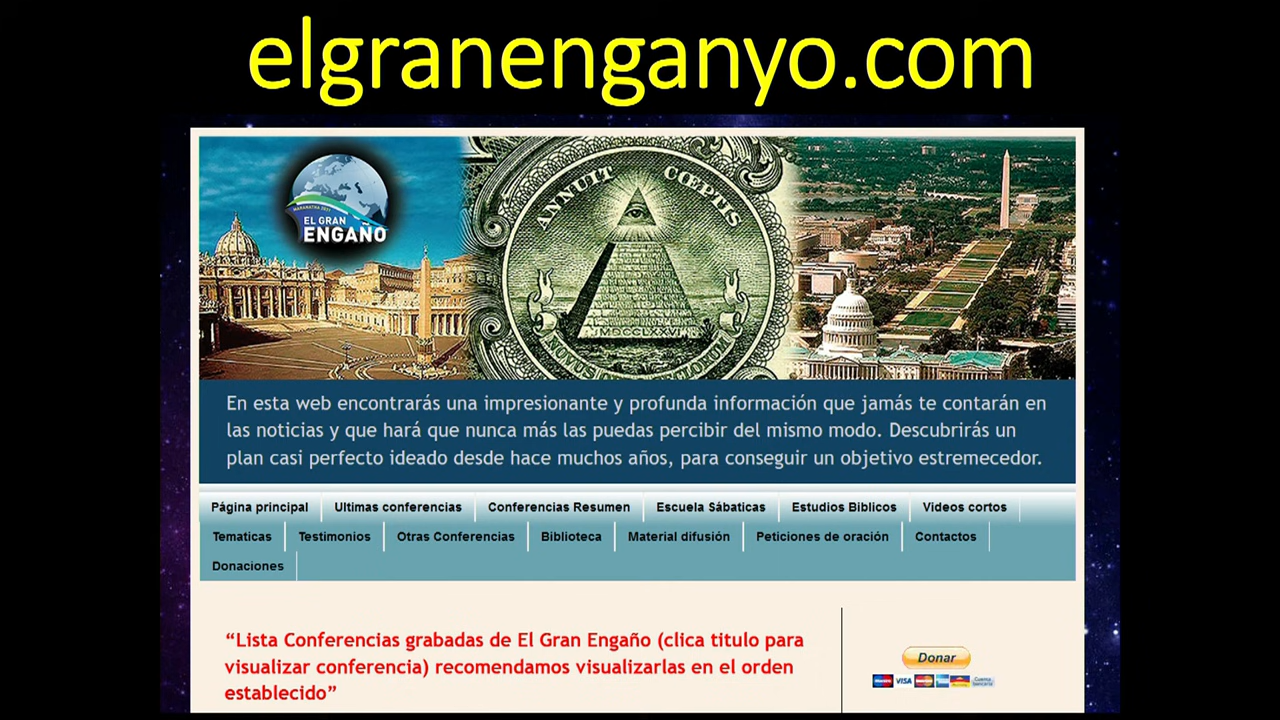 elgranenganyo.com
ANNUIT CŒPTIS
MARANATHA 2011
EL GRAN
ENGAÑO
MDCCLXXVI
En esta web encontrarás una impresionante y profunda información que jamás te contarán en
las noticias y que hará que nunca más las puedas percibir del mismo modo. Descubrirás un
plan casi perfecto ideado desde hace muchos años, para conseguir un objetivo estremecedor.
Página principal Ultimas conferencias Conferencias Resumen Escuela Sábaticas Estudios Biblicos Videos cortos
Tematicas Testimonios Otras Conferencias Biblioteca Material difusión Peticiones de oración Contactos
Donaciones
“Lista Conferencias grabadas de El Gran Engaño (clica titulo para
visualizar conferencia) recomendamos visualizarlas en el orden
establecido”
Donar
VISA